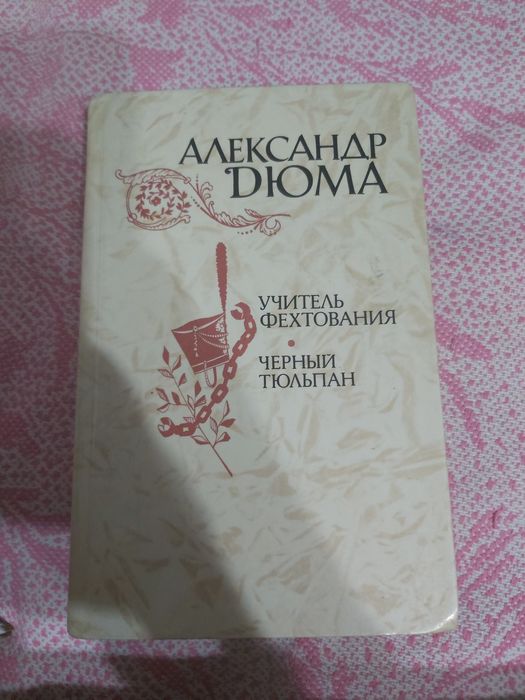 АЛЕКСАНДР
ДЮМА
УЧИТЕЛЬ
ФЕХТОВАНИЯ
•
ЧЕРНЫЙ
ТЮЛЬПАН